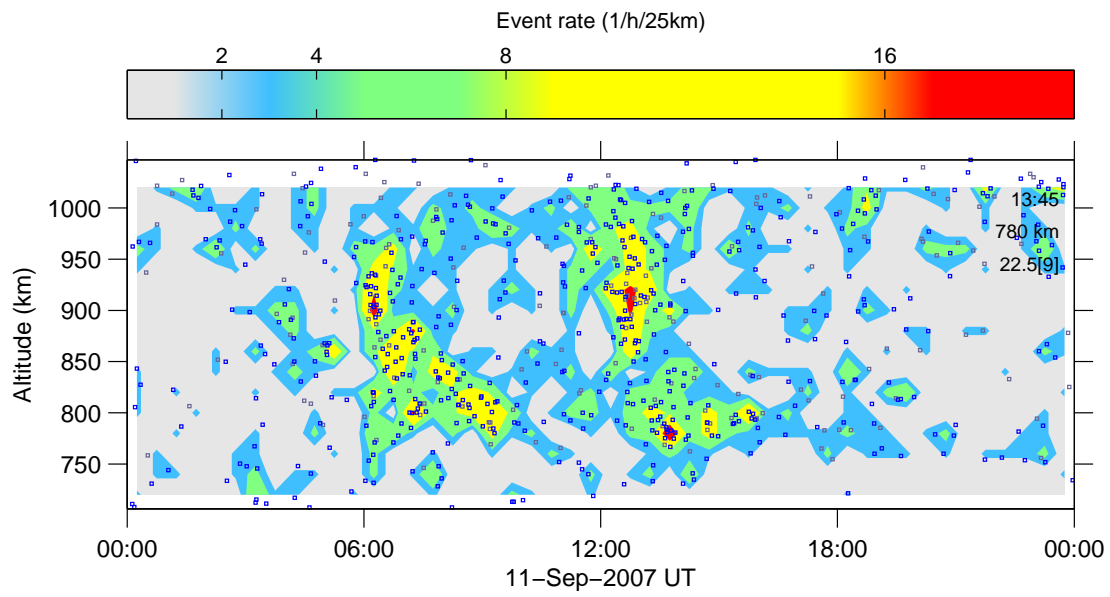 Event rate (1/h/25km)
2 4 8 16
1000
950
900
850
800
750
Altitude (km)
13:45
780 km
22.5[9]
00:00 06:00 12:00 18:00 00:00
11−Sep−2007 UT